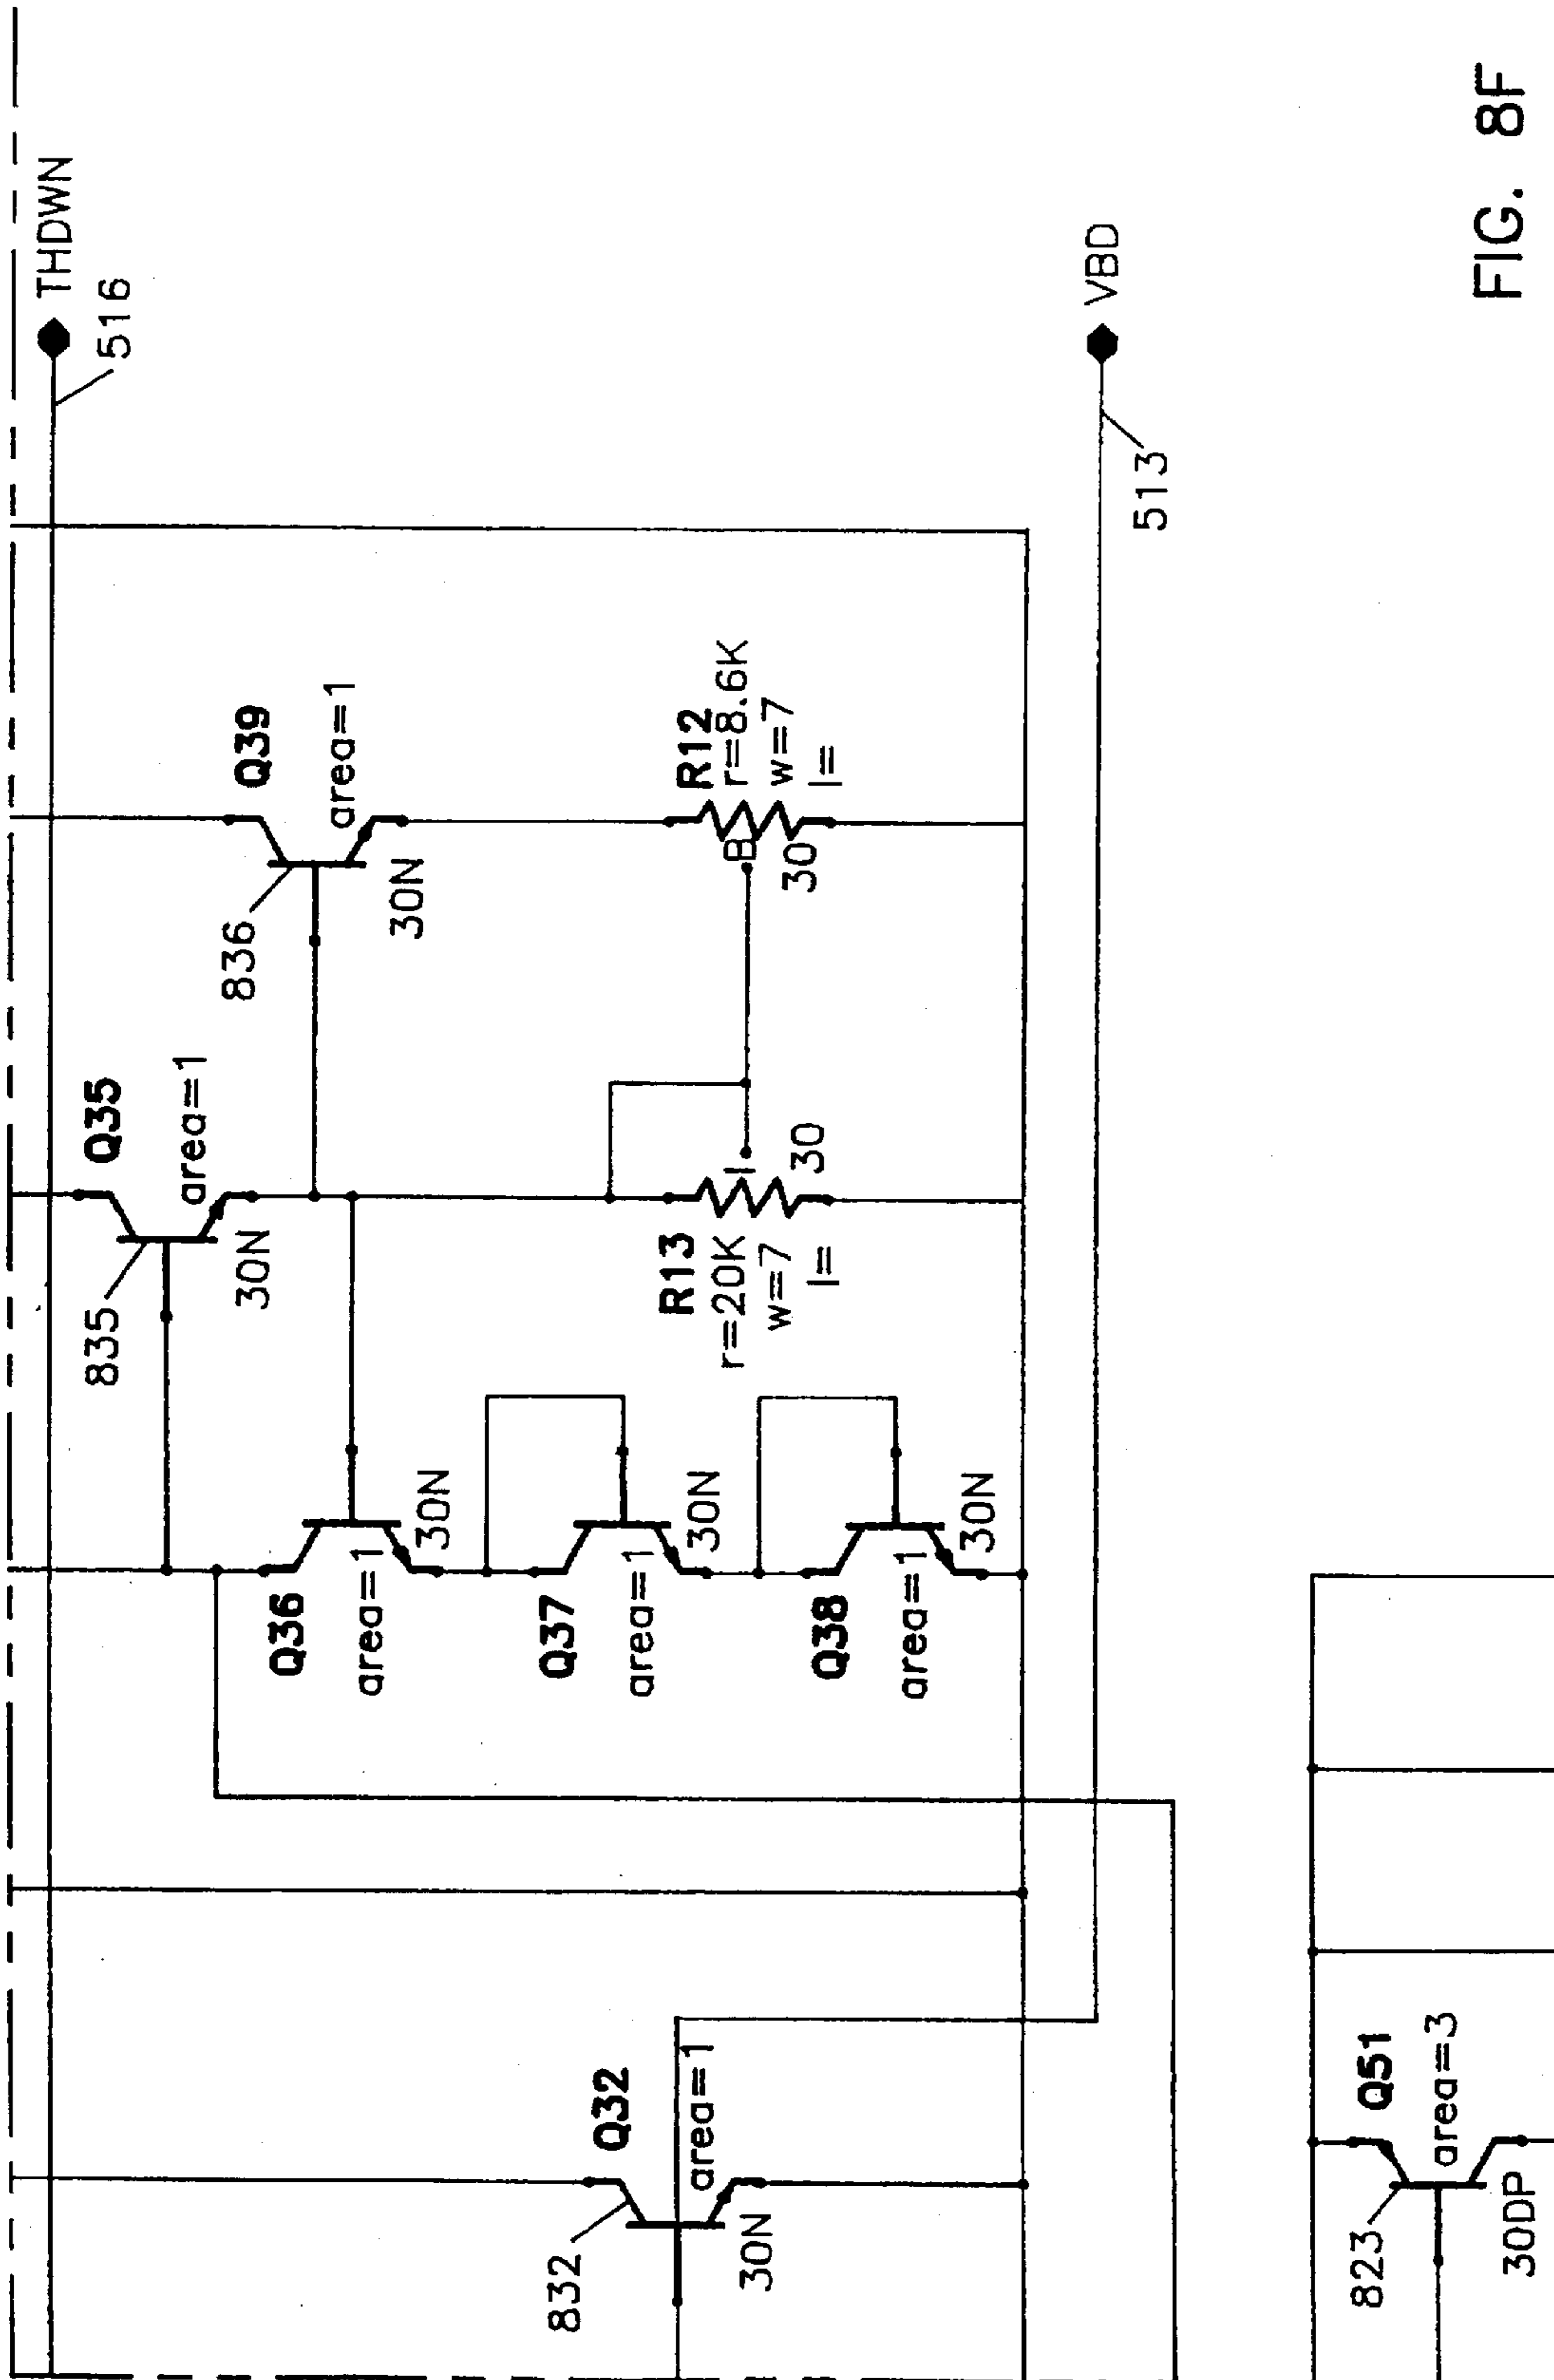 THDWN
516
Q35
area=1
835
30N
Q39
area=1
836
30N
Q36
area=1
30N
Q37
area=1
30N
Q38
area=1
30N
R13
r=20K
w=7
l=
I
30
R12
r=8.6K
w=7
l=
B
30
Q32
area=1
832
30N
VBD
513
Q51
area=3
823
30DP
FIG. 8F